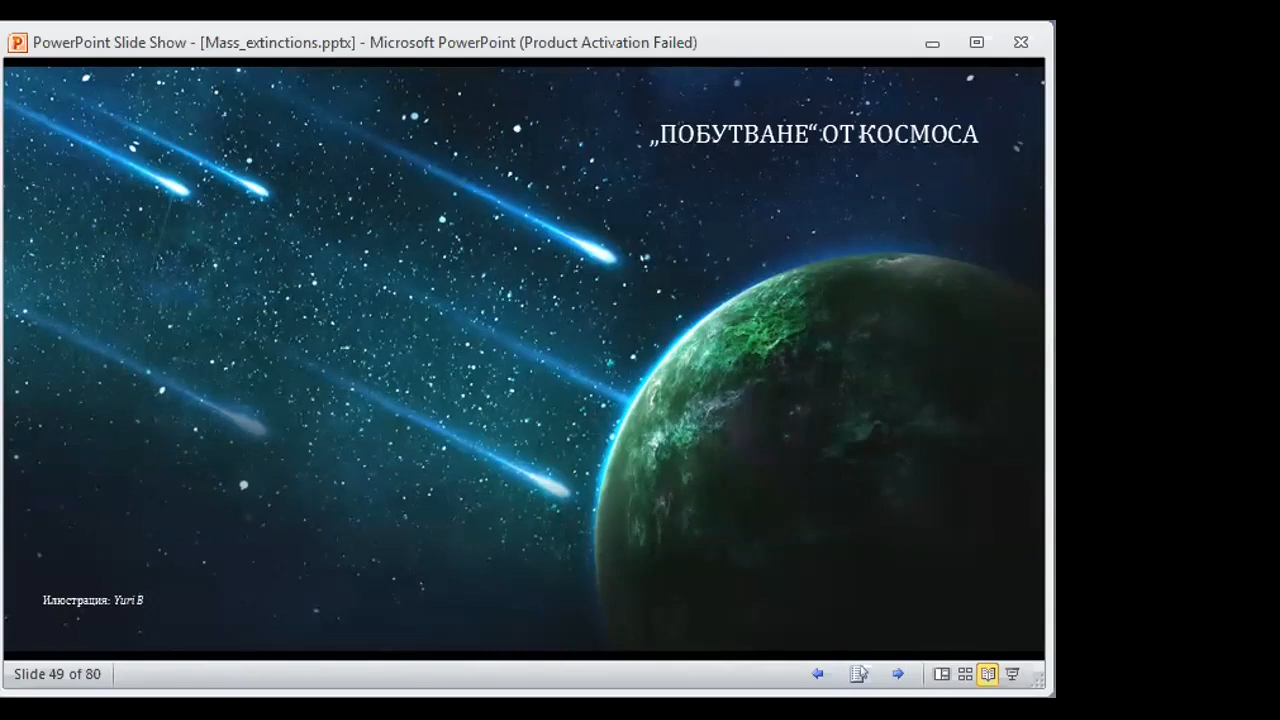 PowerPoint Slide Show - [Mass_extinctions.pptx] - Microsoft PowerPoint (Product Activation Failed)
„ПОБУТВАНЕ“ ОТ КОСМОСА
Илюстрация: Yuri B
Slide 49 of 80